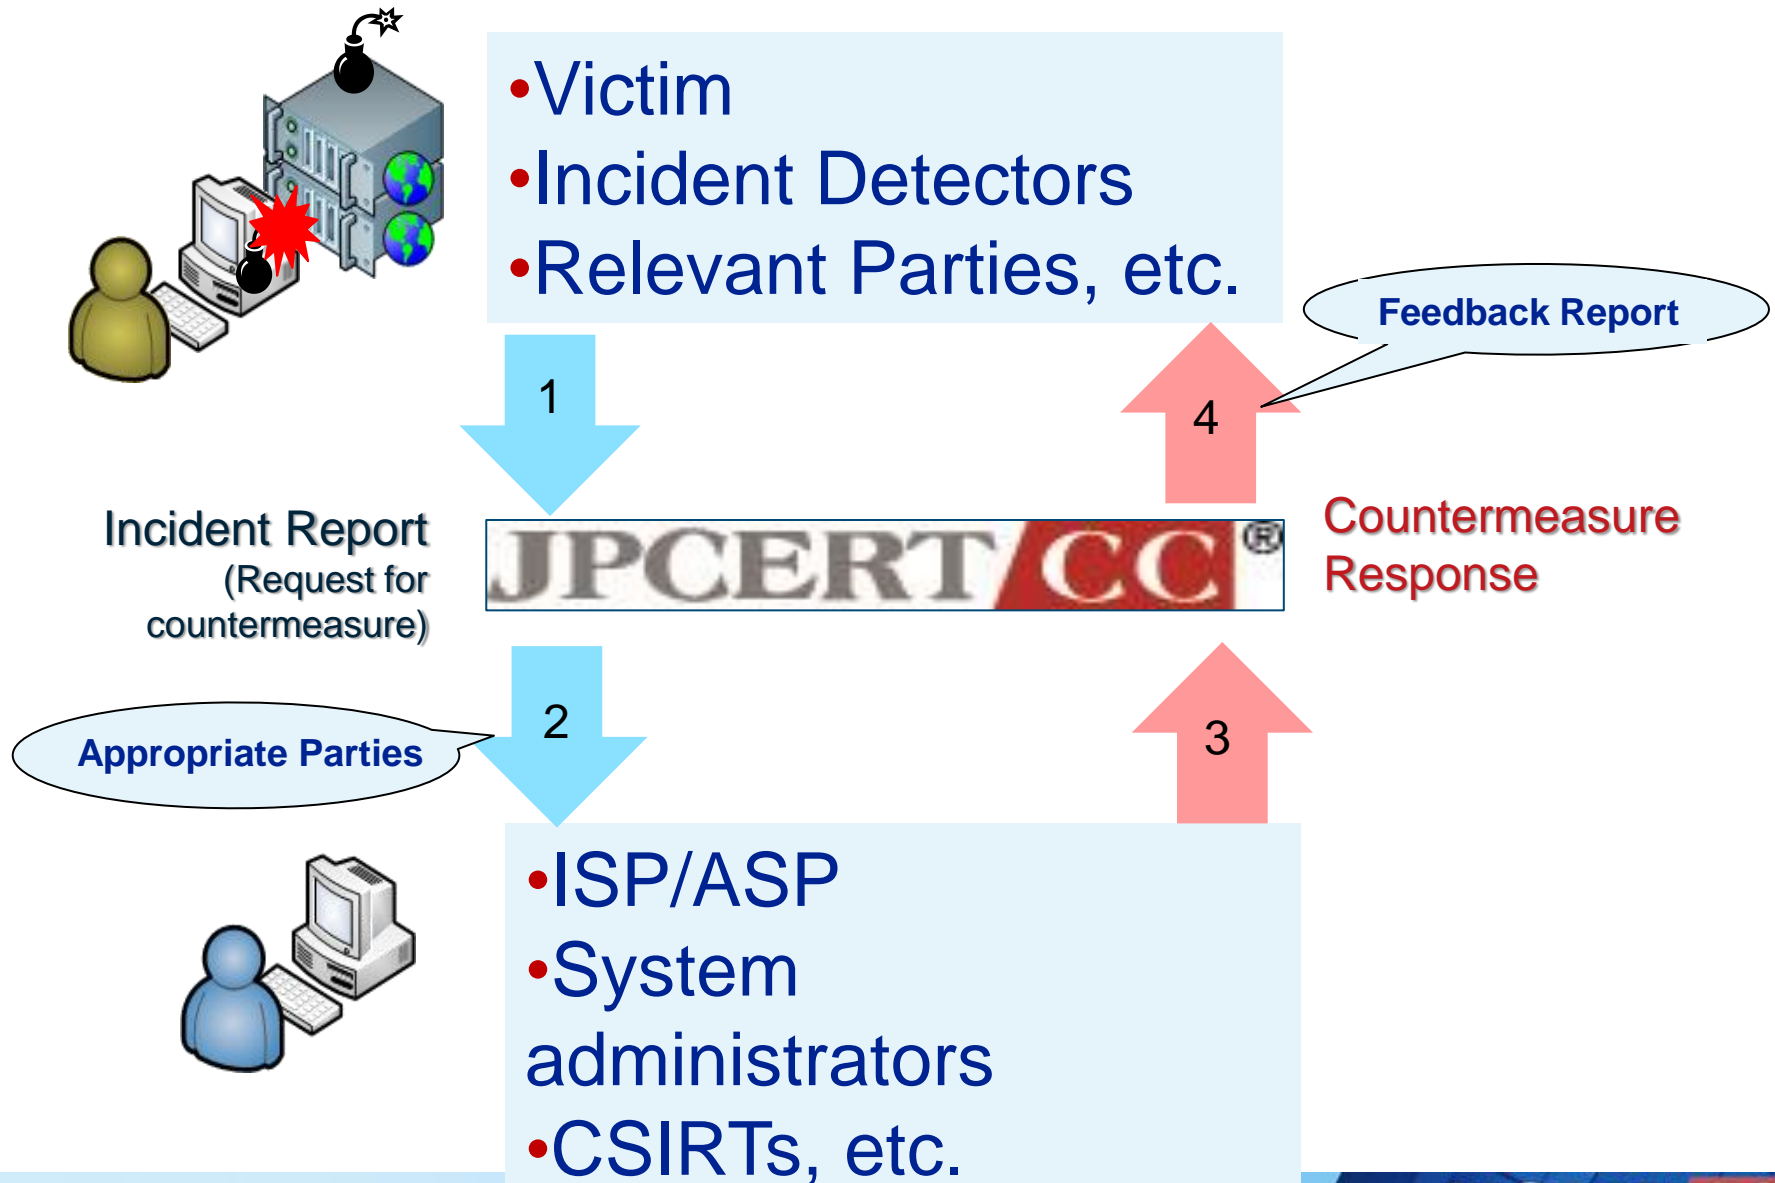 •Victim
•Incident Detectors
•Relevant Parties, etc.
Feedback Report
1
4
Incident Report
(Request for
countermeasure)
JPCERT/CC®
Countermeasure
Response
2
Appropriate Parties
3
•ISP/ASP
•System
administrators
•CSIRTs, etc.